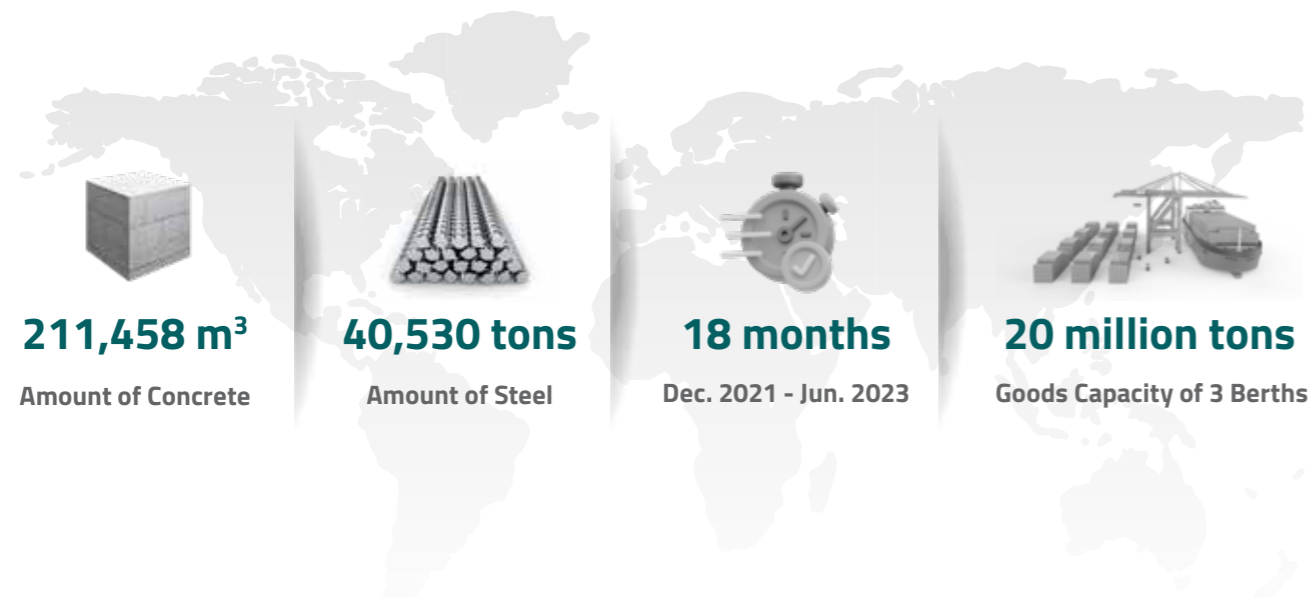 211,458 m³
Amount of Concrete
40,530 tons
Amount of Steel
18 months
Dec. 2021 - Jun. 2023
20 million tons
Goods Capacity of 3 Berths